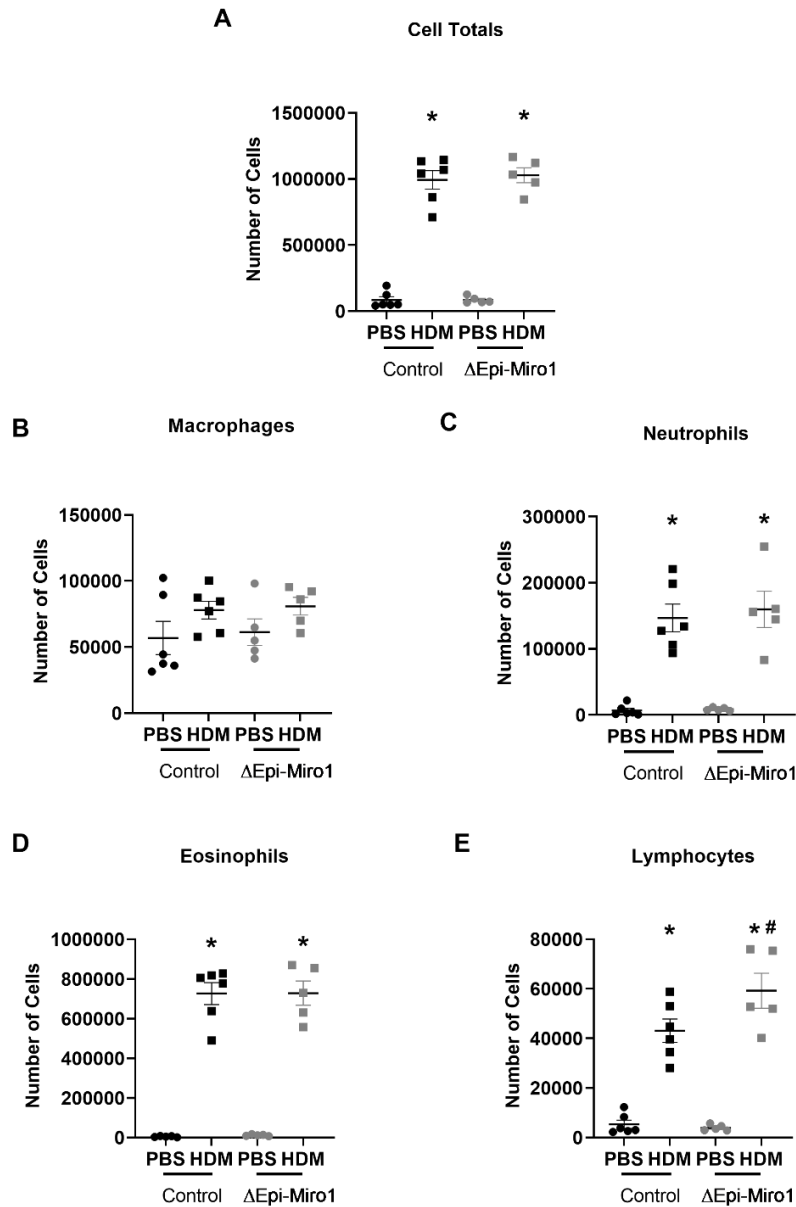 A
Cell Totals
1500000
1000000
500000
0
Number of Cells
* *
PBS HDM PBS HDM
Control ΔEpi-Miro1
B
Macrophages
150000
100000
50000
0
Number of Cells
PBS HDM PBS HDM
Control ΔEpi-Miro1
C
Neutrophils
300000
200000
100000
0
Number of Cells
* *
PBS HDM PBS HDM
Control ΔEpi-Miro1
D
Eosinophils
1000000
800000
600000
400000
200000
0
Number of Cells
* *
PBS HDM PBS HDM
Control ΔEpi-Miro1
E
Lymphocytes
80000
60000
40000
20000
0
Number of Cells
* * #
PBS HDM PBS HDM
Control ΔEpi-Miro1